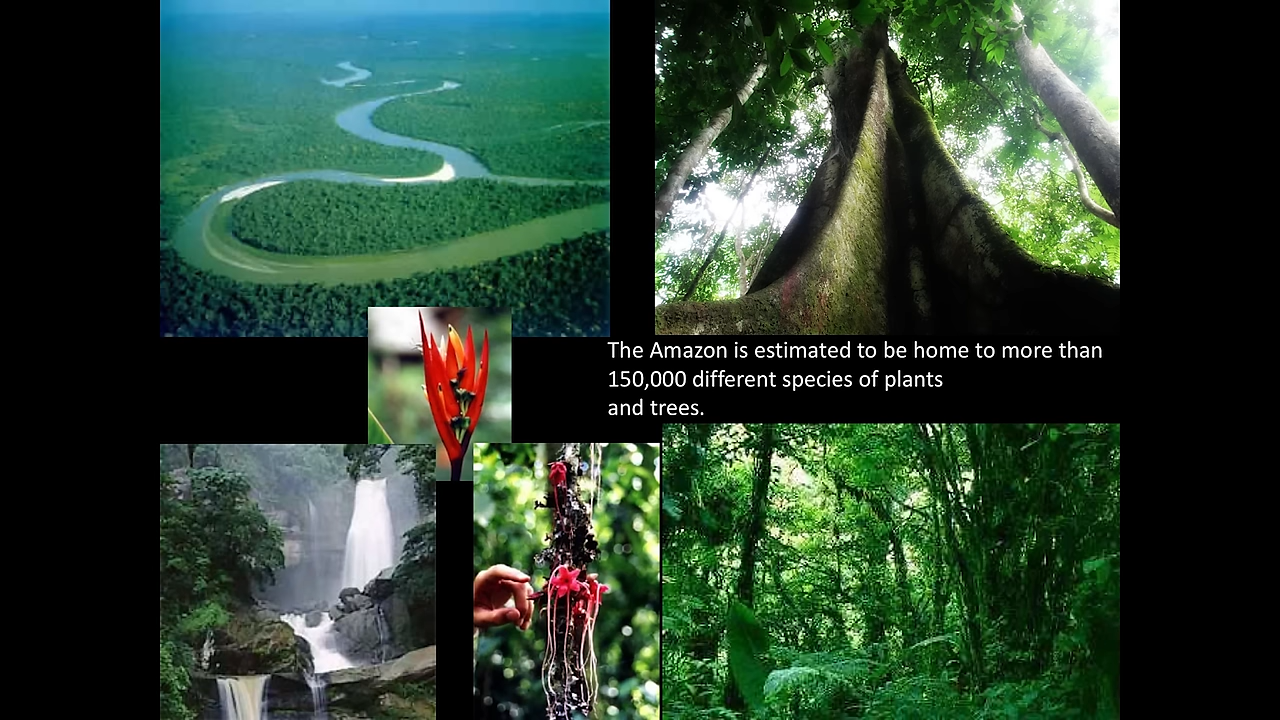 The Amazon is estimated to be home to more than
150,000 different species of plants
and trees.